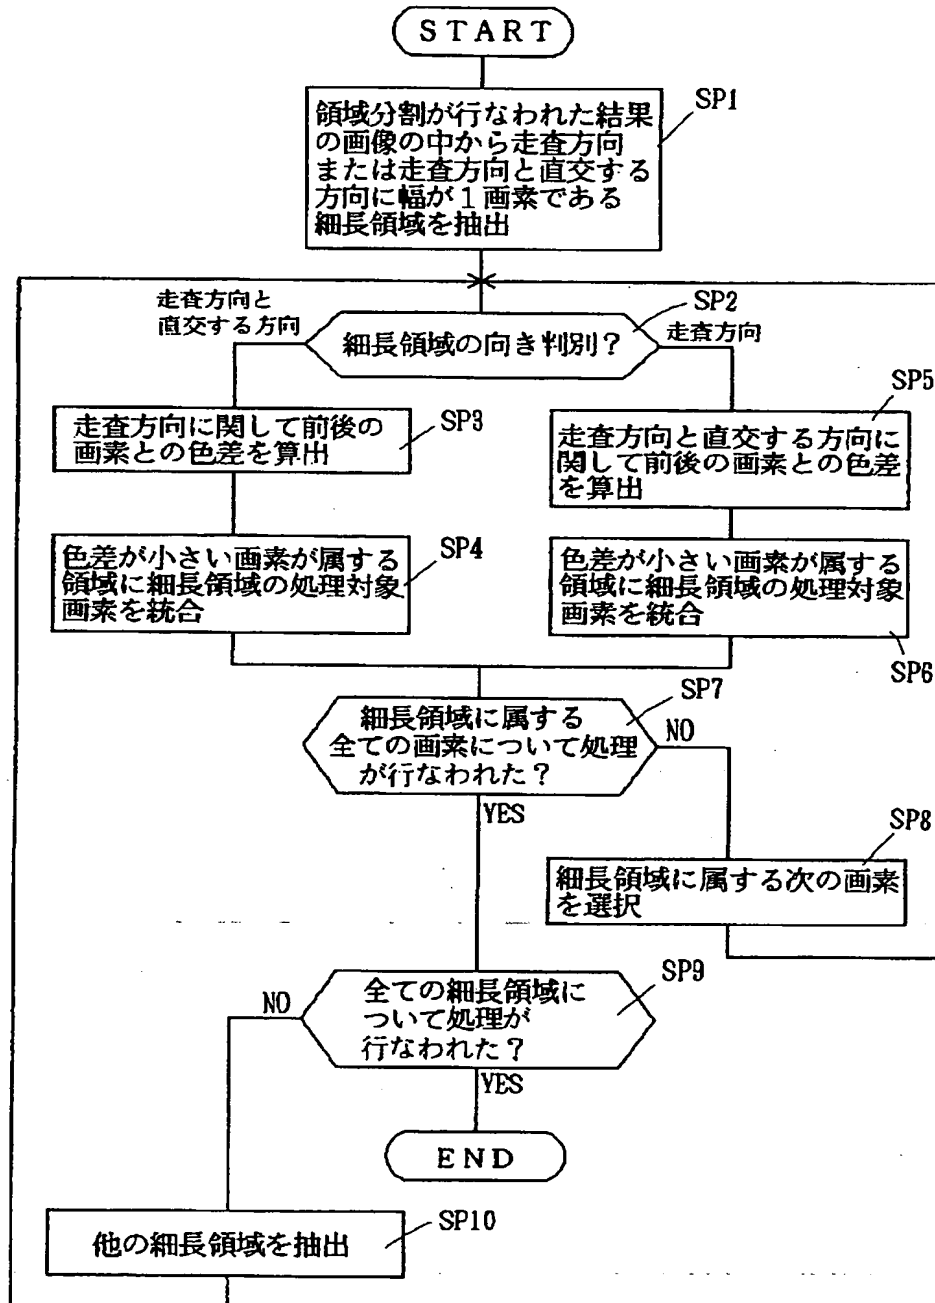 START
SP1
領域分割が行なわれた結果
の画像の中から走査方向
または走査方向と直交する
方向に幅が1画素である
細長領域を抽出
走査方向と
直交する方向
SP2
細長領域の向き判別?
走査方向
SP3
走査方向に関して前後の
画素との色差を算出
SP5
走査方向と直交する方向に
関して前後の画素との色差
を算出
SP4
色差が小さい画素が属する
領域に細長領域の処理対象
画素を統合
色差が小さい画素が属する
領域に細長領域の処理対象
画素を統合
SP6
SP7
細長領域に属する
全ての画素について処理
が行なわれた?
NO
YES
SP8
細長領域に属する次の画素
を選択
SP9
全ての細長領域に
ついて処理が
行なわれた?
NO
YES
END
SP10
他の細長領域を抽出